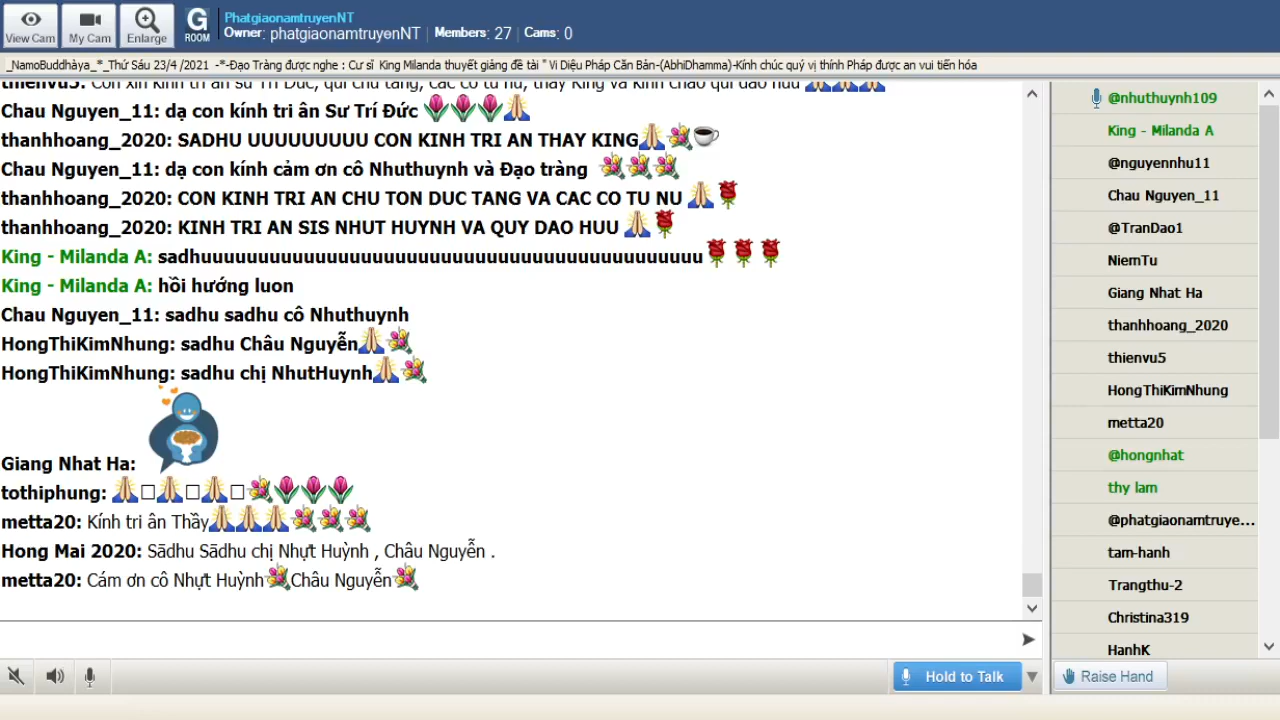 View Cam
My Cam
Enlarge
G
ROOM
PhatgiaonamtruyenNT
Owner: phatgiaonamtruyenNT | Members: 27 | Cams: 0
_NamoBuddhàya_*_Thứ Sáu 23/4 /2021 -*-Đạo Tràng được nghe : Cư sĩ King Milanda thuyết giảng đề tài " Vi Diệu Pháp Căn Bản-(AbhiDhamma)-Kính chúc quý vị thính Pháp được an vui tiến hóa
thienvu5: Con xin kính tri ân sư Trí Đức, quí chư tăng, các cô tu nữ, thầy King và kính chào quí đạo hữu
Chau Nguyen_11: dạ con kính tri ân Sư Trí Đức
thanhhoang_2020: SADHU UUUUUUUUU CON KINH TRI AN THAY KING
Chau Nguyen_11: dạ con kính cảm ơn cô Nhuthuynh và Đạo tràng
thanhhoang_2020: CON KINH TRI AN CHU TON DUC TANG VA CAC CO TU NU
thanhhoang_2020: KINH TRI AN SIS NHUT HUYNH VA QUY DAO HUU
King - Milanda A: sadhuuuuuuuuuuuuuuuuuuuuuuuuuuuuuuuuuuuuuuuuuuuu
King - Milanda A: hồi hướng luon
Chau Nguyen_11: sadhu sadhu cô Nhuthuynh
HongThiKimNhung: sadhu Châu Nguyễn
HongThiKimNhung: sadhu chị NhutHuynh
Giang Nhat Ha:
tothiphung:
metta20: Kính tri ân Thầy
Hong Mai 2020: Sādhu Sādhu chị Nhựt Huỳnh , Châu Nguyễn .
metta20: Cám ơn cô Nhựt Huỳnh Châu Nguyễn
Hold to Talk
@nhuthuynh109
King - Milanda A
@nguyennhu11
Chau Nguyen_11
@TranDao1
NiemTu
Giang Nhat Ha
thanhhoang_2020
thienvu5
HongThiKimNhung
metta20
@hongnhat
thy lam
@phatgiaonamtruye...
tam-hanh
Trangthu-2
Christina319
HanhK
Raise Hand